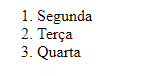 1. Segunda
2. Terça
3. Quarta